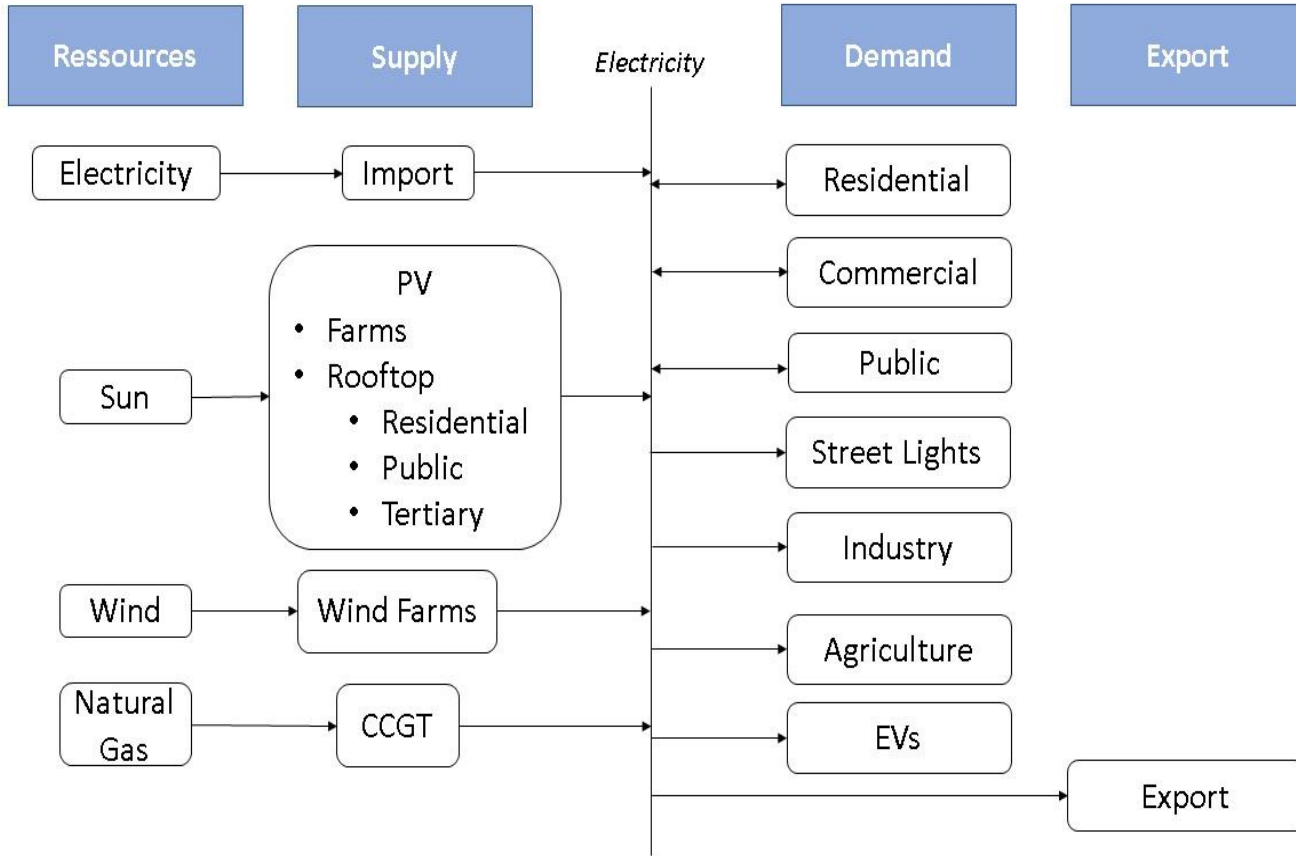 Ressources
Supply
Electricity
Demand
Export
Electricity
Import
Residential
Commercial
PV
• Farms
• Rooftop
• Residential
• Public
• Tertiary
Sun
Public
Street Lights
Industry
Wind
Wind Farms
Agriculture
Natural
Gas
CCGT
EVs
Export